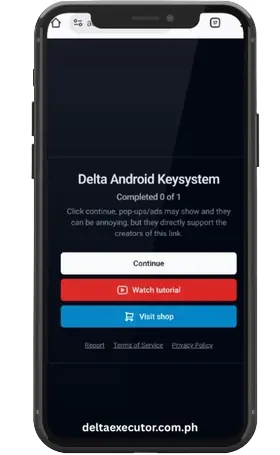 17
Delta Android Keysystem
Completed 0 of 1
Click continue, pop-ups/ads may show and they
can be annoying, but they directly support the
creators of this link.
Continue
Watch tutorial
Visit shop
Report Terms of Service Privacy Policy
deltaexecutor.com.ph